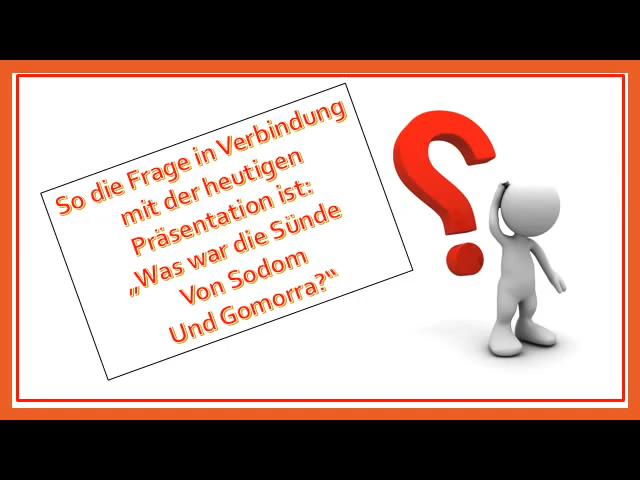 So die Frage in Verbindung
mit der heutigen
Präsentation ist:
„Was war die Sünde
Von Sodom
Und Gomorra?“